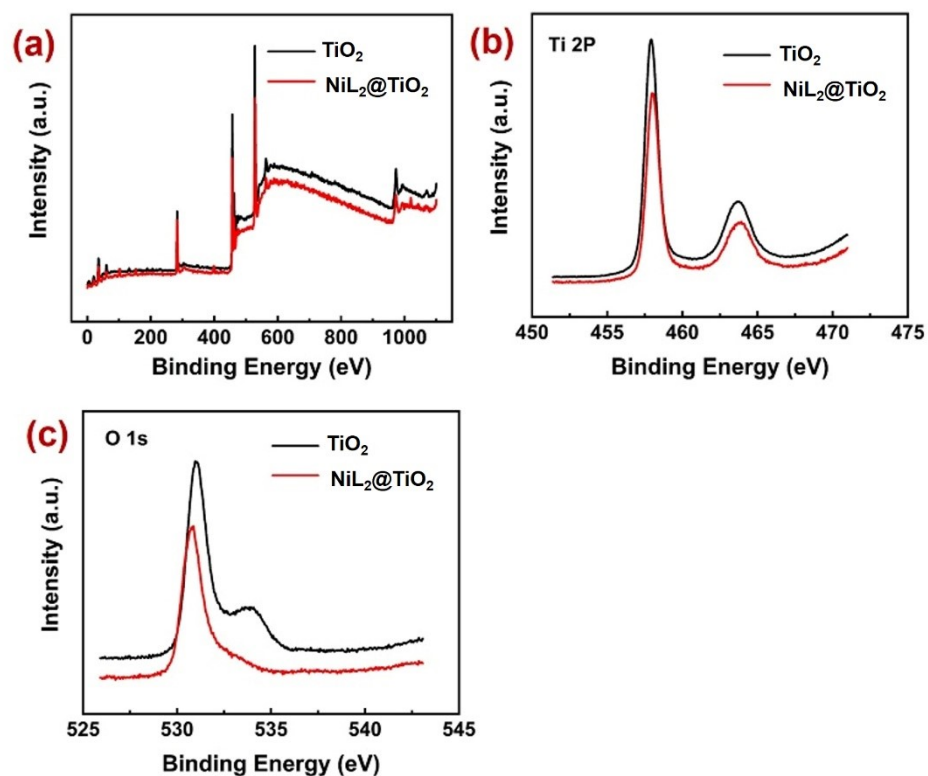 (a)
TiO₂
NiL₂@TiO₂
Intensity (a.u.)
0 200 400 600 800 1000
Binding Energy (eV)
(b)
Ti 2P
TiO₂
NiL₂@TiO₂
Intensity (a.u.)
450 455 460 465 470 475
Binding Energy (eV)
(c)
O 1s
TiO₂
NiL₂@TiO₂
Intensity (a.u.)
525 530 535 540 545
Binding Energy (eV)